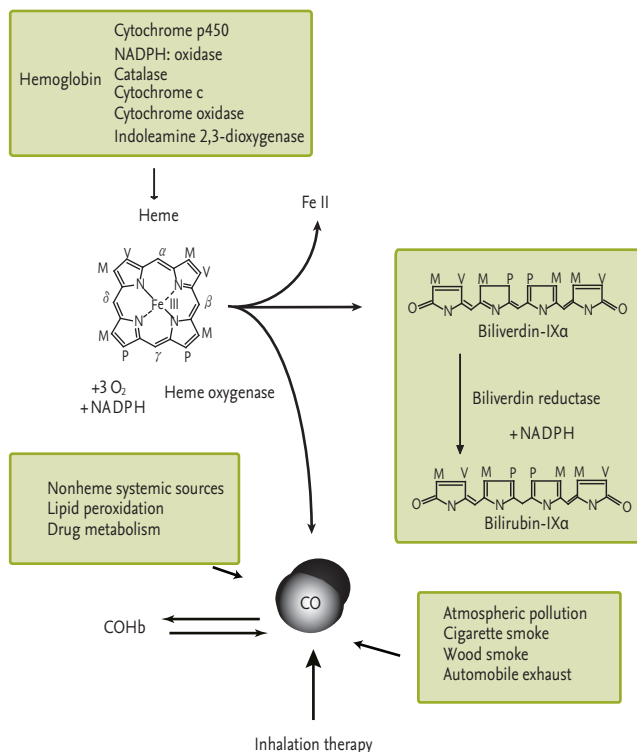 Cytochrome p450
NADPH: oxidase
Hemoglobin
Catalase
Cytochrome c
Cytochrome oxidase
Indoleamine 2,3-dioxygenase
Heme
Fe II
V α M
M V
N N
δ Fe III β
N N
M M
P γ P
+3 O₂
+ NADPH
Heme oxygenase
M V M P P M M V
O N N N N O
Biliverdin-IXα
Biliverdin reductase
+NADPH
M V M P P M M V
O N N N N O
Bilirubin-IXα
Nonheme systemic sources
Lipid peroxidation
Drug metabolism
CO
COHb
Atmospheric pollution
Cigarette smoke
Wood smoke
Automobile exhaust
Inhalation therapy